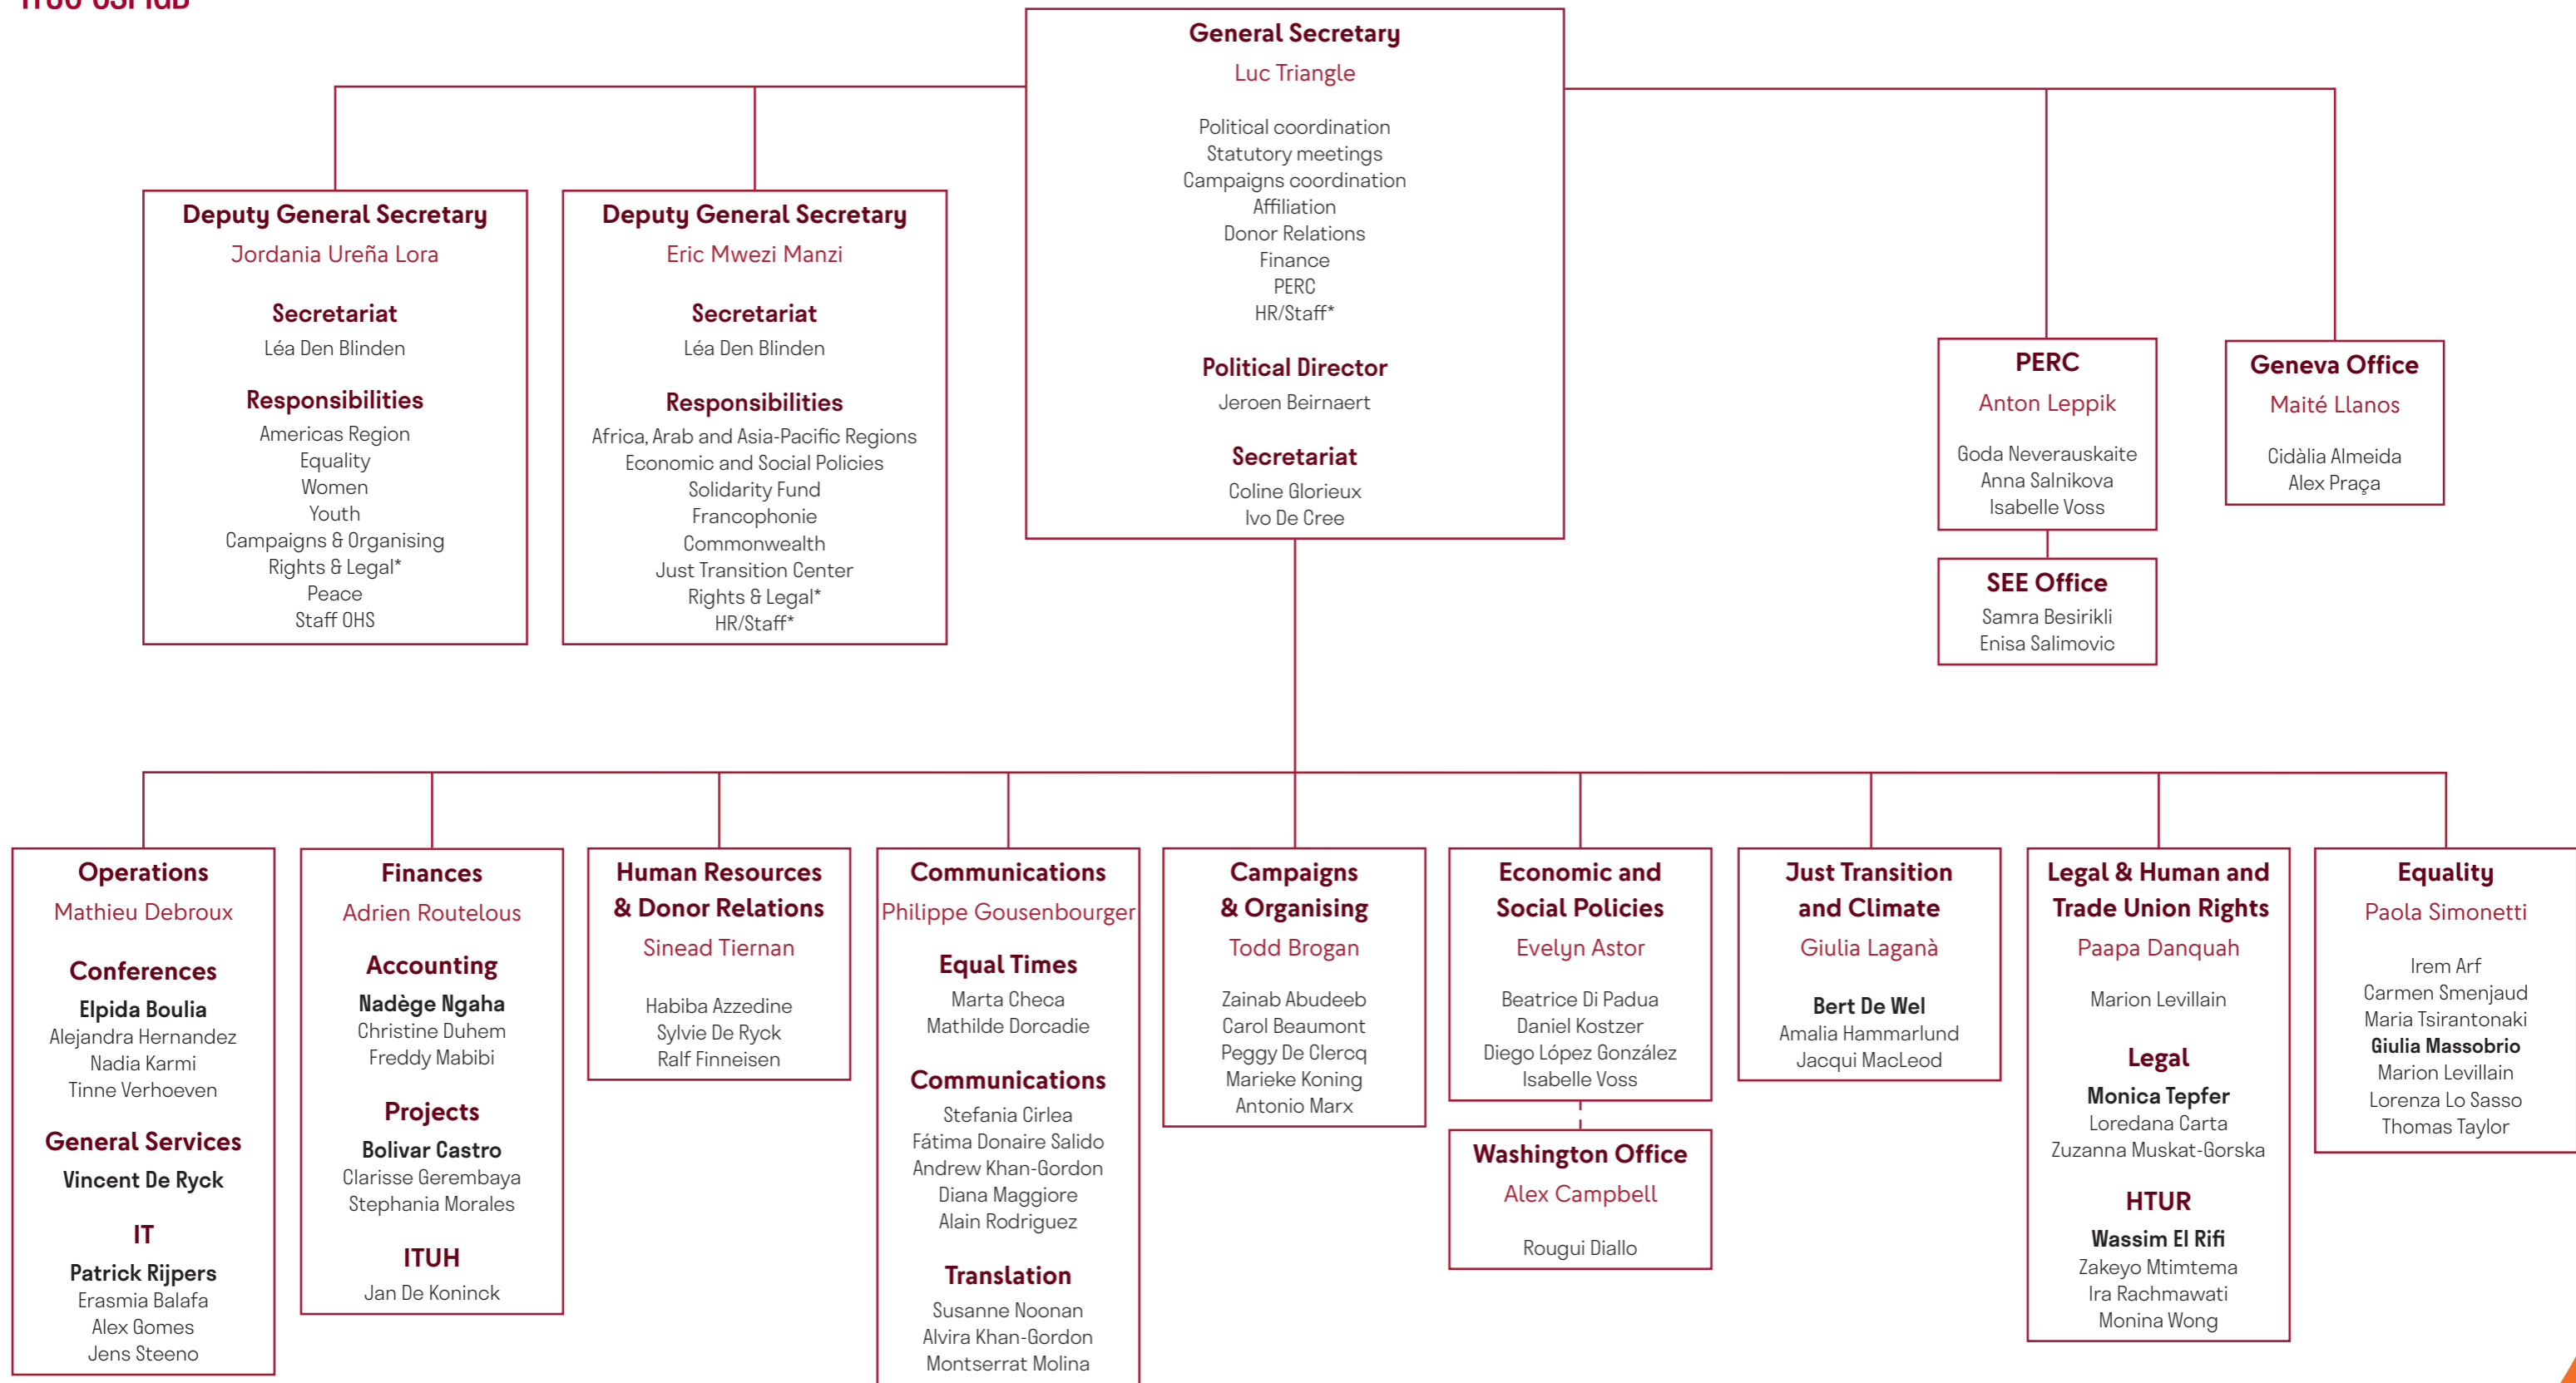 General Secretary
Luc Triangle
Political coordination
Statutory meetings
Campaigns coordination
Affiliation
Donor Relations
Finance
PERC
HR/Staff*
Political Director
Jeroen Beirnaert
Secretariat
Coline Glorieux
Ivo De Cree
Deputy General Secretary
Jordania Ureña Lora
Secretariat
Léa Den Blinden
Responsibilities
Americas Region
Equality
Women
Youth
Campaigns & Organising
Rights & Legal*
Peace
Staff OHS
Deputy General Secretary
Eric Mwezi Manzi
Secretariat
Léa Den Blinden
Responsibilities
Africa, Arab and Asia-Pacific Regions
Economic and Social Policies
Solidarity Fund
Francophonie
Commonwealth
Just Transition Center
Rights & Legal*
HR/Staff*
PERC
Anton Leppik
Goda Neverauskaite
Anna Salnikova
Isabelle Voss
SEE Office
Samra Besirikli
Enisa Salimovic
Geneva Office
Maité Llanos
Cidàlia Almeida
Alex Praça
Operations
Mathieu Debroux
Conferences
Elpida Boulia
Alejandra Hernandez
Nadia Karmi
Tinne Verhoeven
General Services
Vincent De Ryck
IT
Patrick Rijpers
Erasmia Balafa
Alex Gomes
Jens Steeno
Finances
Adrien Routelous
Accounting
Nadège Ngaha
Christine Duhem
Freddy Mabibi
Projects
Bolivar Castro
Clarisse Gerembaya
Stephania Morales
ITUH
Jan De Koninck
Human Resources
& Donor Relations
Sinead Tiernan
Habiba Azzedine
Sylvie De Ryck
Ralf Finneisen
Communications
Philippe Gousenbourger
Equal Times
Marta Checa
Mathilde Dorcadie
Communications
Stefania Cirlea
Fátima Donaire Salido
Andrew Khan-Gordon
Diana Maggiore
Alain Rodriguez
Translation
Susanne Noonan
Alvira Khan-Gordon
Montserrat Molina
Campaigns
& Organising
Todd Brogan
Zainab Abudeeb
Carol Beaumont
Peggy De Clercq
Marieke Koning
Antonio Marx
Economic and
Social Policies
Evelyn Astor
Beatrice Di Padua
Daniel Kostzer
Diego López González
Isabelle Voss
Washington Office
Alex Campbell
Rougui Diallo
Just Transition
and Climate
Giulia Laganà
Bert De Wel
Amalia Hammarlund
Jacqui MacLeod
Legal & Human and
Trade Union Rights
Paapa Danquah
Marion Levillain
Legal
Monica Tepfer
Loredana Carta
Zuzanna Muskat-Gorska
HTUR
Wassim El Rifi
Zakeyo Mtimtema
Ira Rachmawati
Monina Wong
Equality
Paola Simonetti
Irem Arf
Carmen Smenjaud
Maria Tsirantonaki
Giulia Massobrio
Marion Levillain
Lorenza Lo Sasso
Thomas Taylor